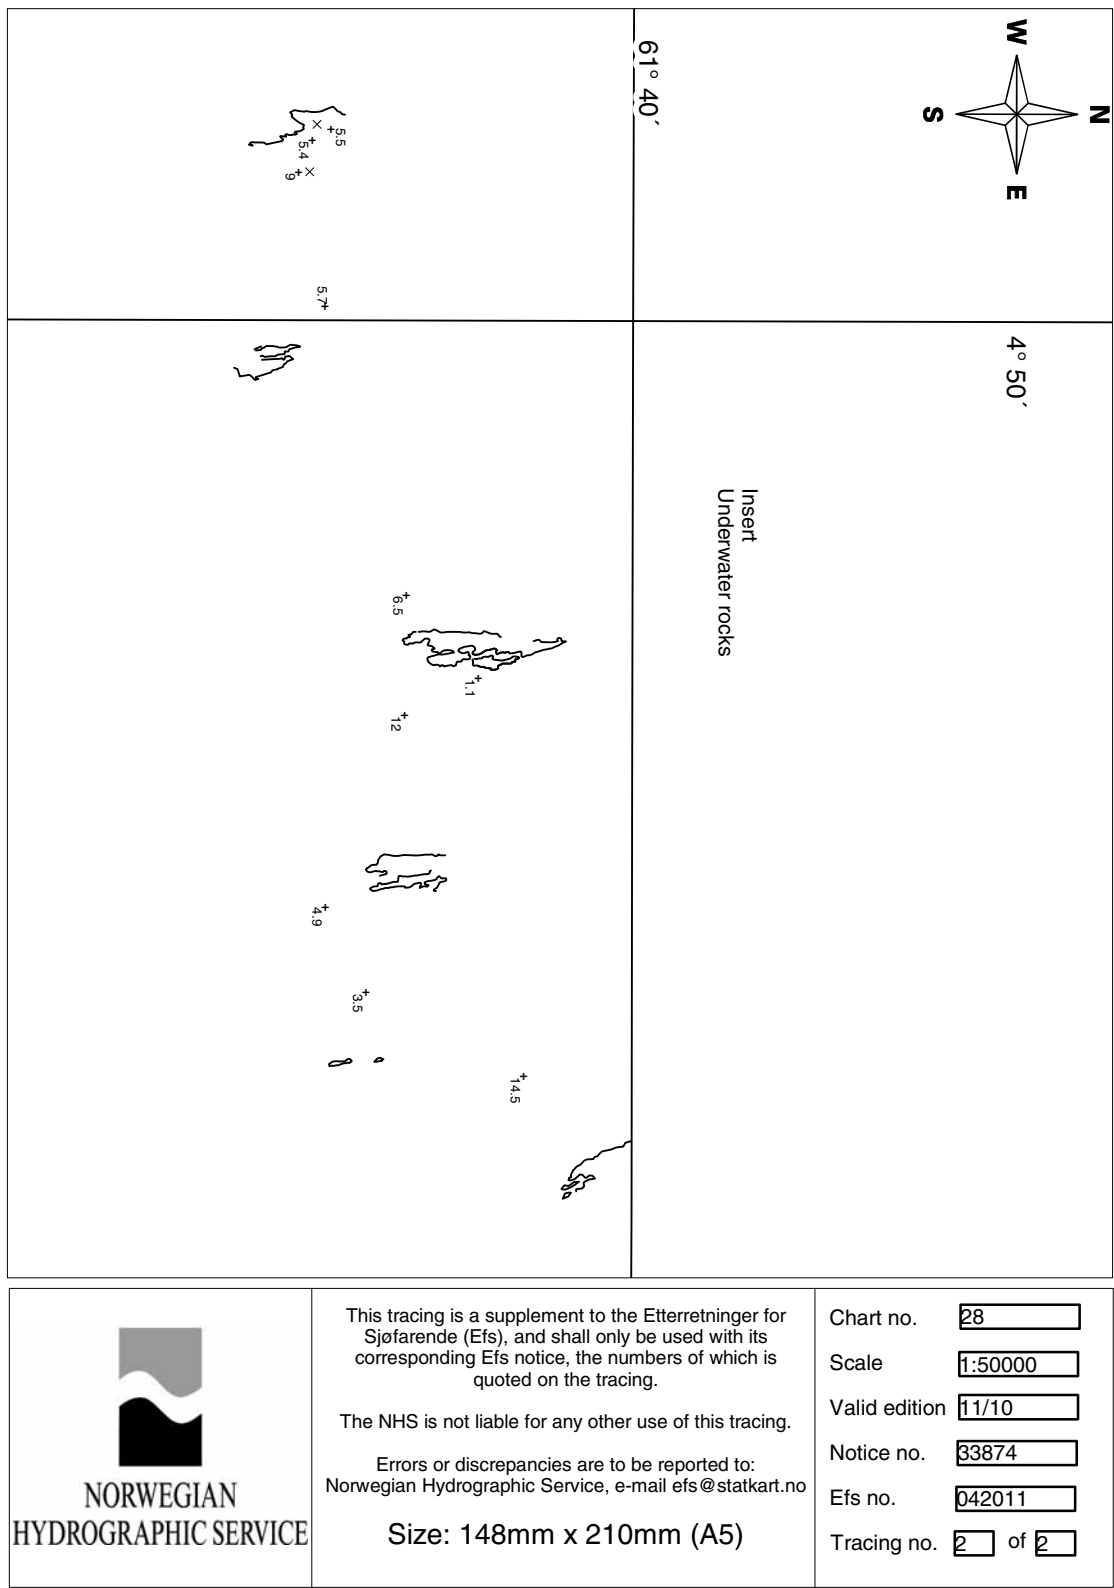 W
N
S
E
61° 40´
5.5
5.4
9
5.7
4° 50´
Insert
Underwater rocks
6.5
1.1
12
4.9
3.5
14.5
NORWEGIAN
HYDROGRAPHIC SERVICE
This tracing is a supplement to the Etterretninger for
Sjøfarende (Efs), and shall only be used with its
corresponding Efs notice, the numbers of which is
quoted on the tracing.
The NHS is not liable for any other use of this tracing.
Errors or discrepancies are to be reported to:
Norwegian Hydrographic Service, e-mail efs@statkart.no
Size: 148mm x 210mm (A5)
Chart no. 28
Scale 1:50000
Valid edition 11/10
Notice no. 33874
Efs no. 042011
Tracing no. 2 of 2